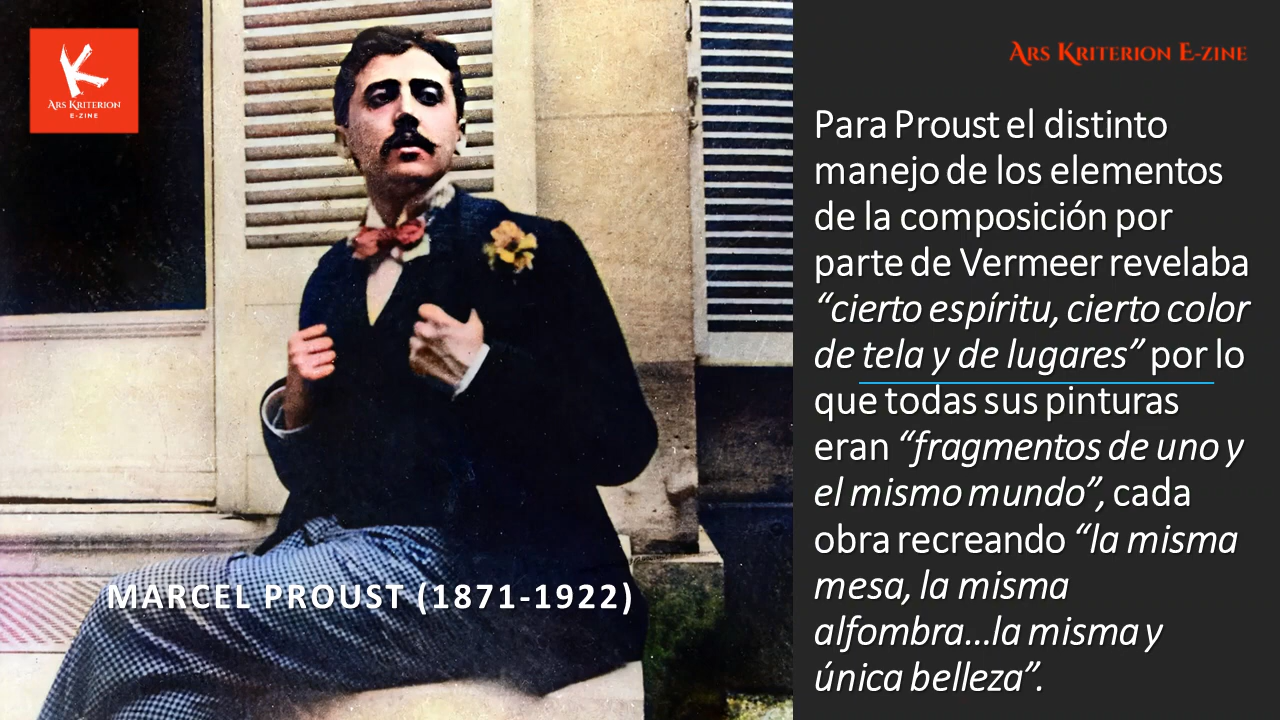 ARS KRITERION
E-ZINE
ARS KRITERION E-ZINE
Para Proust el distinto
manejo de los elementos
de la composición por
parte de Vermeer revelaba
“cierto espíritu, cierto color
de tela y de lugares” por lo
que todas sus pinturas
eran “fragmentos de uno y
el mismo mundo”, cada
obra recreando “la misma
mesa, la misma
alfombra...la misma y
única belleza”.
MARCEL PROUST (1871-1922)